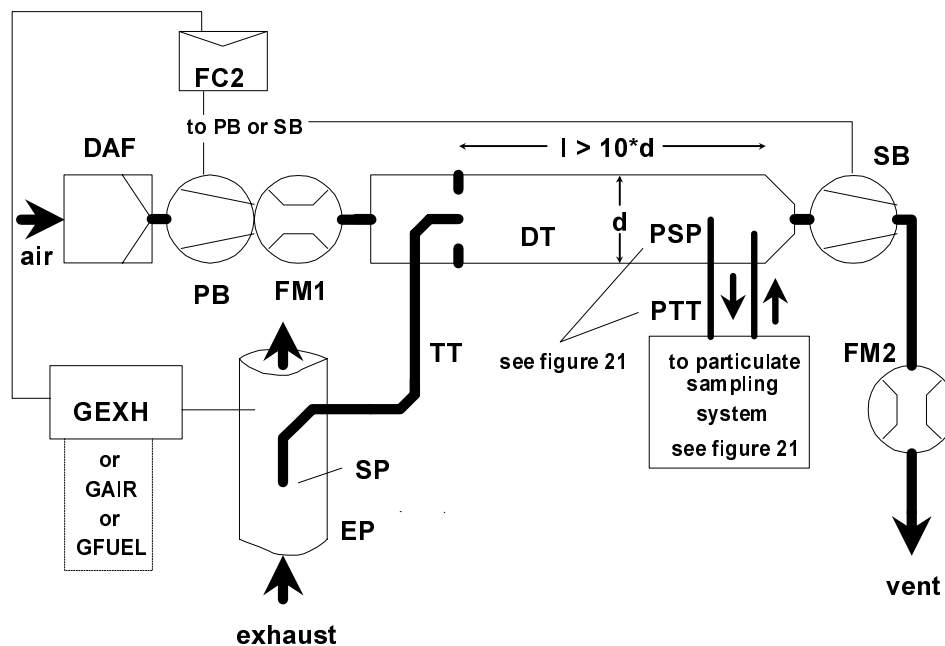 FC2
to PB or SB
DAF
l > 10*d
SB
air
DT
d
PSP
PB
FM1
PTT
TT
see figure 21
FM2
to particulate
sampling
system
see figure 21
GEXH
or
GAIR
or
GFUEL
SP
EP
vent
exhaust